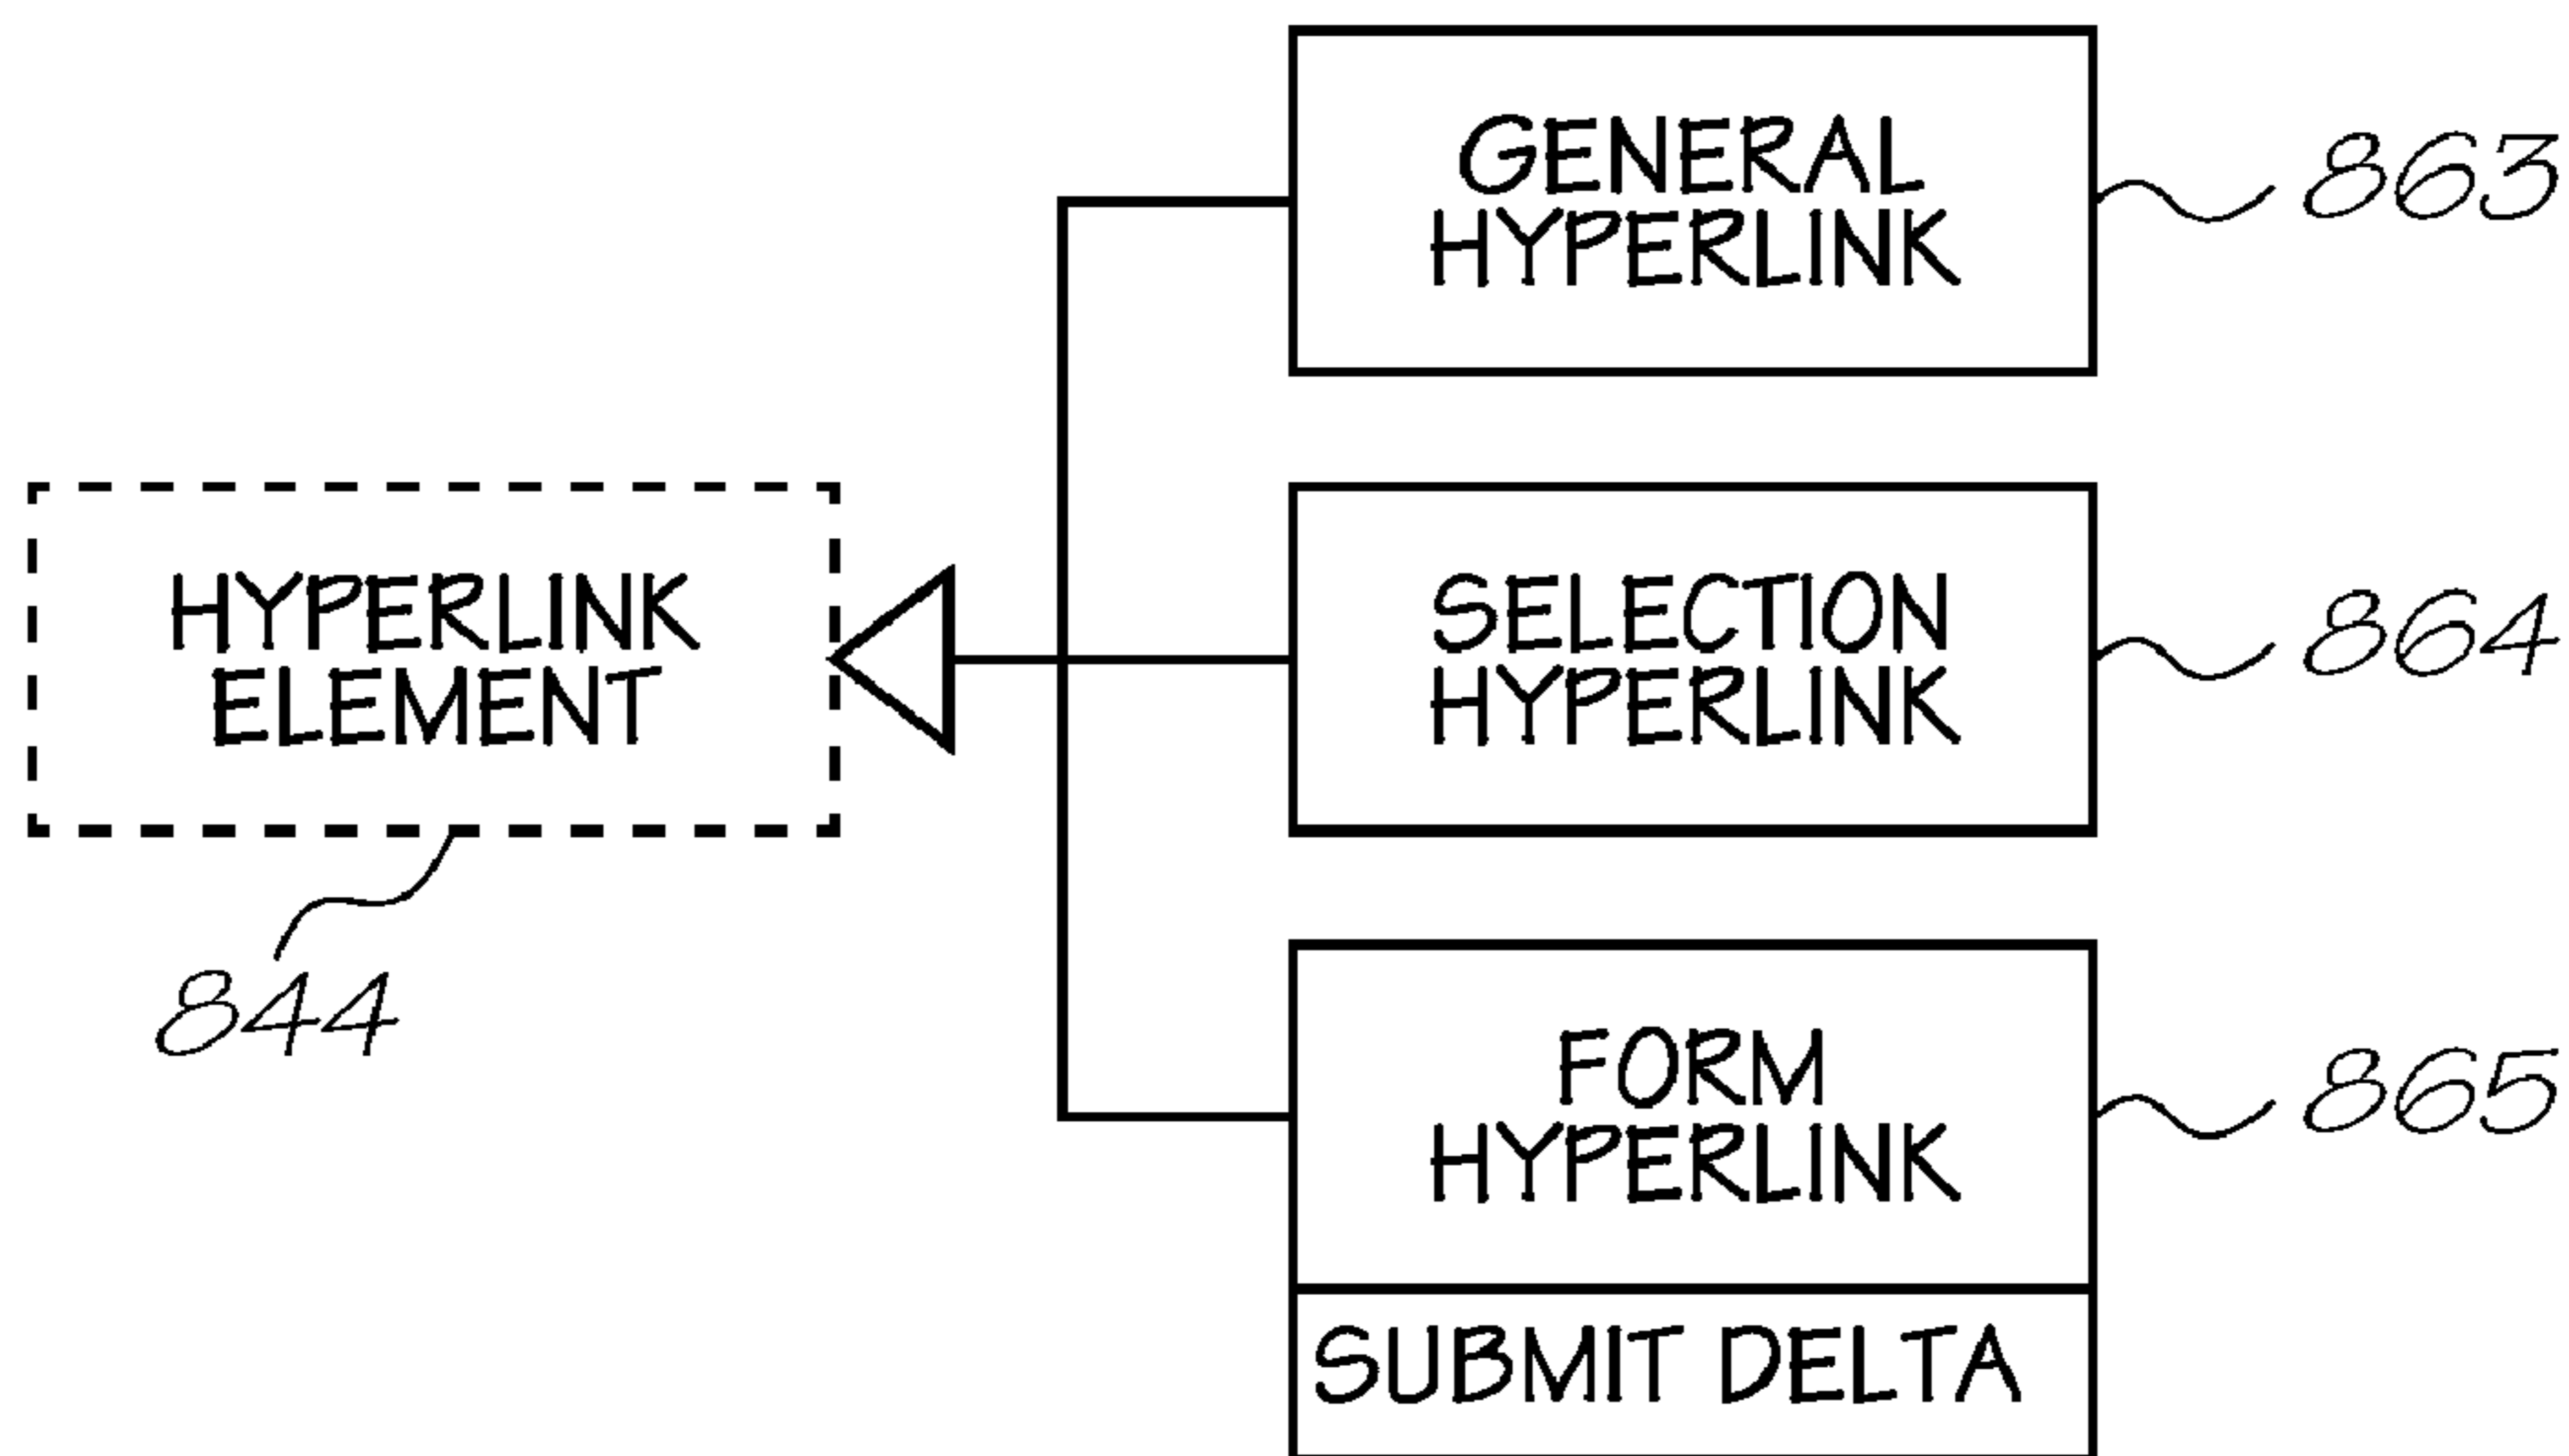 GENERAL
HYPERLINK
863
HYPERLINK
ELEMENT
844
SELECTION
HYPERLINK
864
FORM
HYPERLINK
865
SUBMIT DELTA